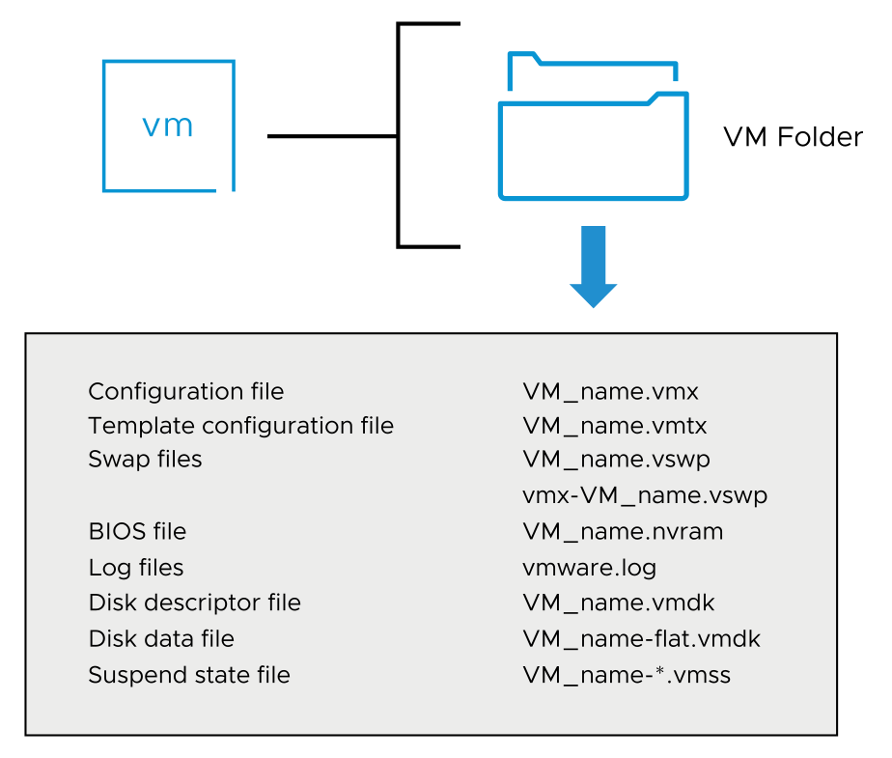 vm
VM Folder
Configuration file VM_name.vmx
Template configuration file VM_name.vmtx
Swap files VM_name.vswp
vmx-VM_name.vswp
BIOS file VM_name.nvram
Log files vmware.log
Disk descriptor file VM_name.vmdk
Disk data file VM_name-flat.vmdk
Suspend state file VM_name-*.vmss